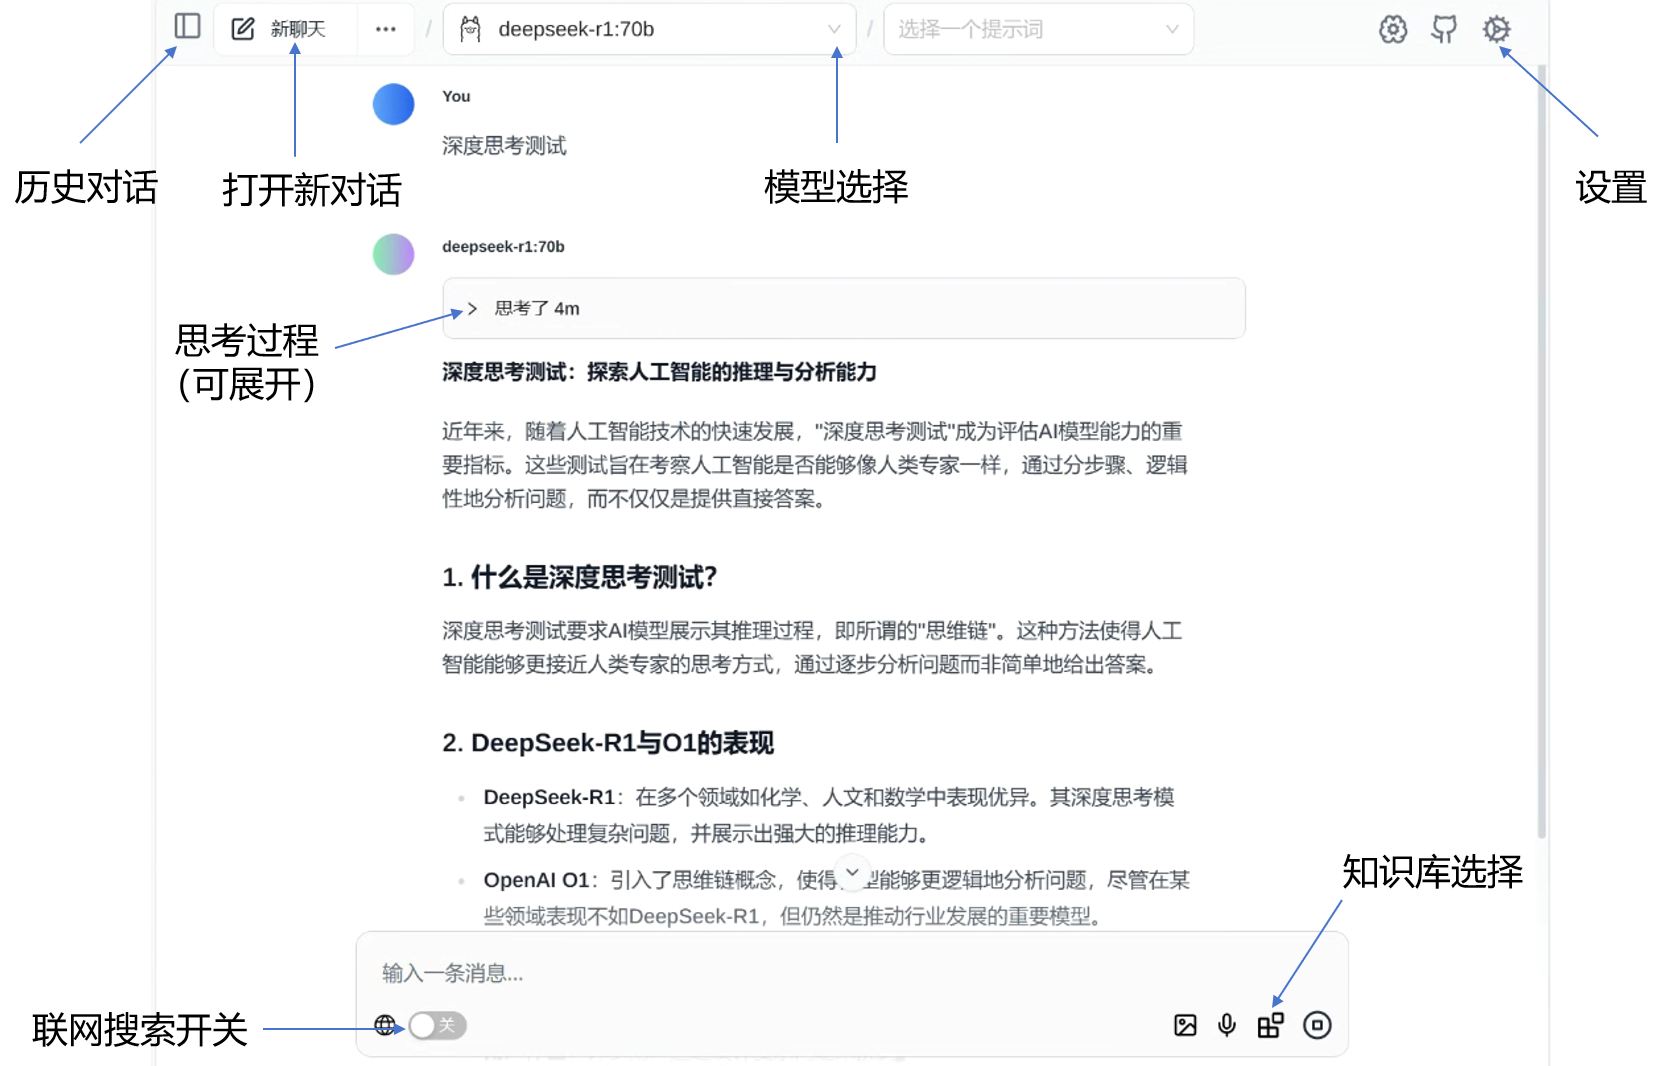 新聊天
deepseek-r1:70b
/
选择一个提示词
历史对话
打开新对话
模型选择
设置
You
深度思考测试
deepseek-r1:70b
思考了 4m
思考过程
（可展开）
深度思考测试：探索人工智能的推理与分析能力
近年来，随着人工智能技术的快速发展，"深度思考测试"成为评估AI模型能力的重
要指标。这些测试旨在考察人工智能是否能够像人类专家一样，通过分步骤、逻辑
性地分析问题，而不仅仅是提供直接答案。
1. 什么是深度思考测试?
深度思考测试要求AI模型展示其推理过程，即所谓的"思维链"。这种方法使得人工
智能能够更接近人类专家的思考方式，通过逐步分析问题而非简单地给出答案。
2. DeepSeek-R1与O1的表现
DeepSeek-R1：在多个领域如化学、人文和数学中表现优异。其深度思考模
式能够处理复杂问题，并展示出强大的推理能力。
OpenAI O1：引入了思维链概念，使得 型能够更逻辑地分析问题，尽管在某
些领域表现不如DeepSeek-R1，但仍然是推动行业发展的重要模型。
知识库选择
输入一条消息...
联网搜索开关
关